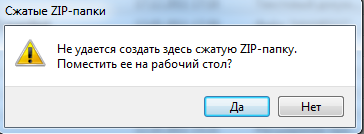 Сжатые ZIP-папки
Не удается создать здесь сжатую ZIP-папку.
Поместить ее на рабочий стол?
Да
Нет